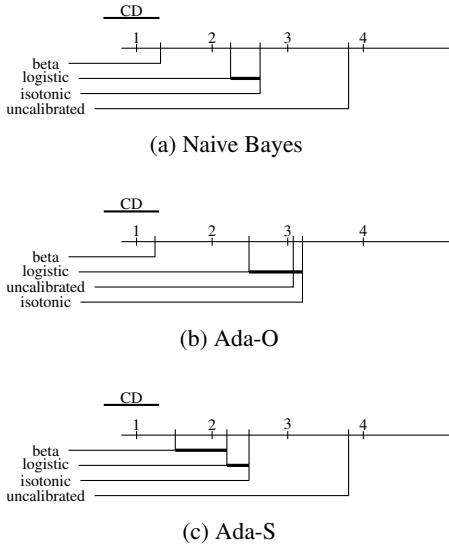 CD
1 2 3 4
beta
logistic
isotonic
uncalibrated
(a) Naive Bayes
CD
1 2 3 4
beta
logistic
uncalibrated
isotonic
(b) Ada-O
CD
1 2 3 4
beta
logistic
isotonic
uncalibrated
(c) Ada-S